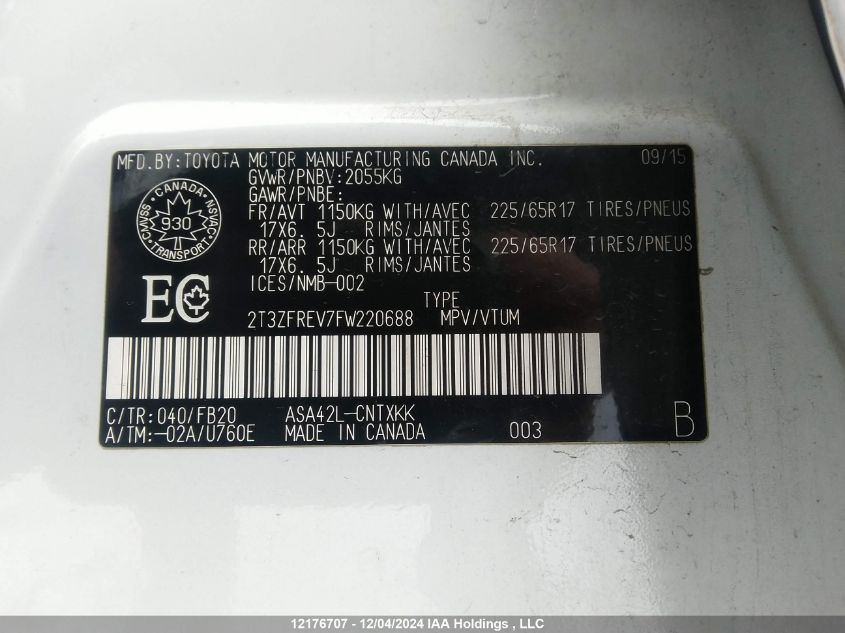 MFD.BY:TOYOTA MOTOR MANUFACTURING CANADA INC. 09/15
GVWR/PNBV:2055KG
GAWR/PNBE:
FR/AVT 1150KG WITH/AVEC 225/65R17 TIRES/PNEUS
17X6. 5J RIMS/JANTES
RR/ARR 1150KG WITH/AVEC 225/65R17 TIRES/PNEUS
17X6. 5J RIMS/JANTES
ICES/NMB-002
CANADA
CMVSS 930 NSVAC
TRANSPORT
EC
TYPE
2T3ZFREV7FW220688 MPV/VTUM
C/TR:040/FB20 ASA42L-CNTXKK
A/TM:-02A/U760E MADE IN CANADA 003 B
12176707 - 12/04/2024 IAA Holdings , LLC